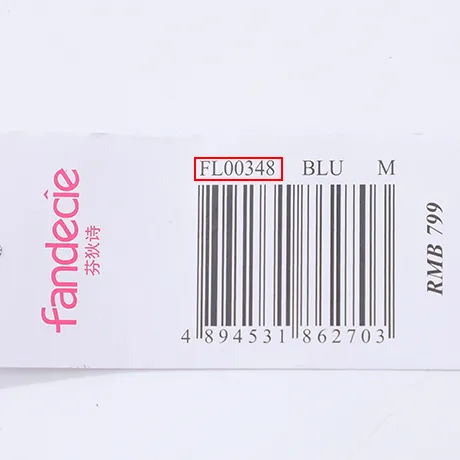 fandecie
芬狄诗
FL00348 BLU M
4 894531 862703
RMB 799